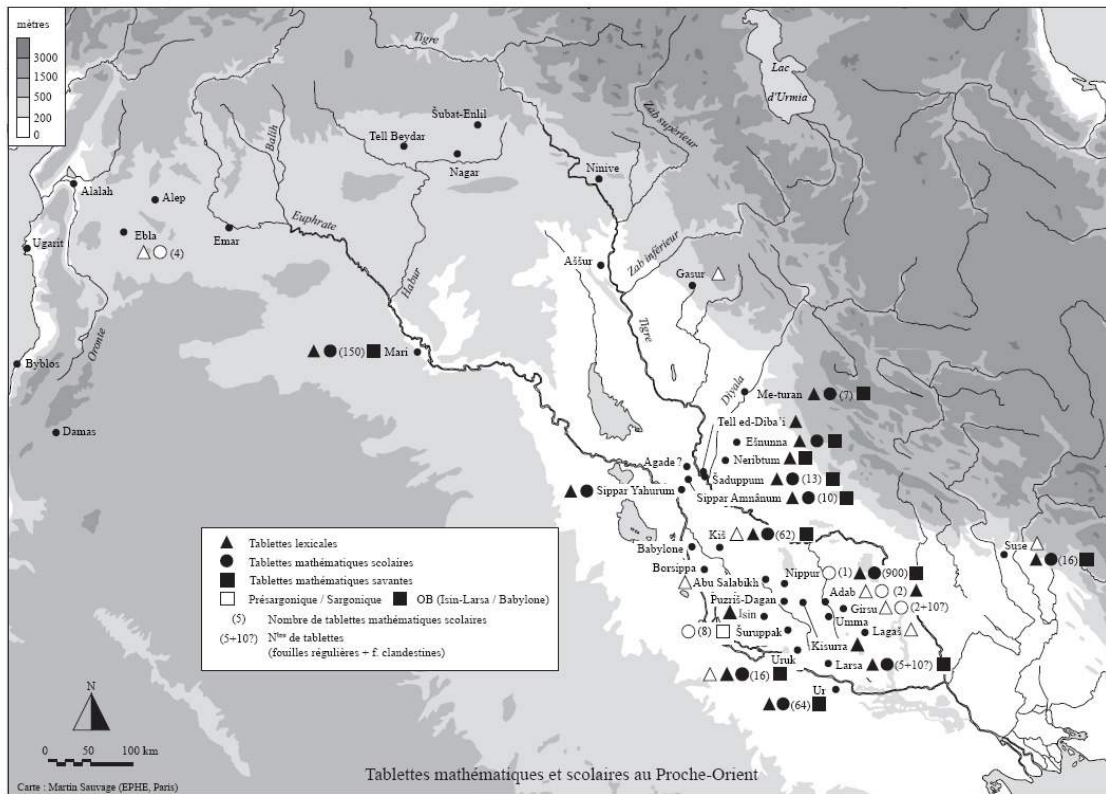 mètres
3000
1500
500
200
0
Tigre
Lac
d'Urmia
Šubat-Enlil
Tell Beydar
Nagar
Balih
Zab supérieur
Ninive
Alalah
Alep
Ebla
(4)
Emar
Euphrate
Ugarit
Habur
Aššur
Zab inférieur
Gasur
Tigre
Oronte
Byblos
(150)
Mari
Diyala
Me-turan
(7)
Damas
Tell ed-Diba'i
Ešnunna
Agade ?
Neribtum
Šaduppum
(13)
Sippar Yahurum
Sippar Amnânum
(10)
Kiš
(62)
Babylone
Suse
(16)
Borsippa
Nippur
(1)
(900)
Abu Salabikh
Adab
(2)
Puzriš-Dagan
Girsu
(2+10?)
Isin
Umma
(8)
Šuruppak
Lagaš
Kisurra
Uruk
(16)
Larsa
(5+10?)
Ur
(64)
Tablettes lexicales
Tablettes mathématiques scolaires
Tablettes mathématiques savantes
Présargonique / Sargonique
OB (Isin-Larsa / Babylone)
(5) Nombre de tablettes mathématiques scolaires
(5+10?) Nbres de tablettes
(fouilles régulières + f. clandestines)
N
0 50 100 km
Tablettes mathématiques et scolaires au Proche-Orient
Carte : Martin Sauvage (EPHE, Paris)